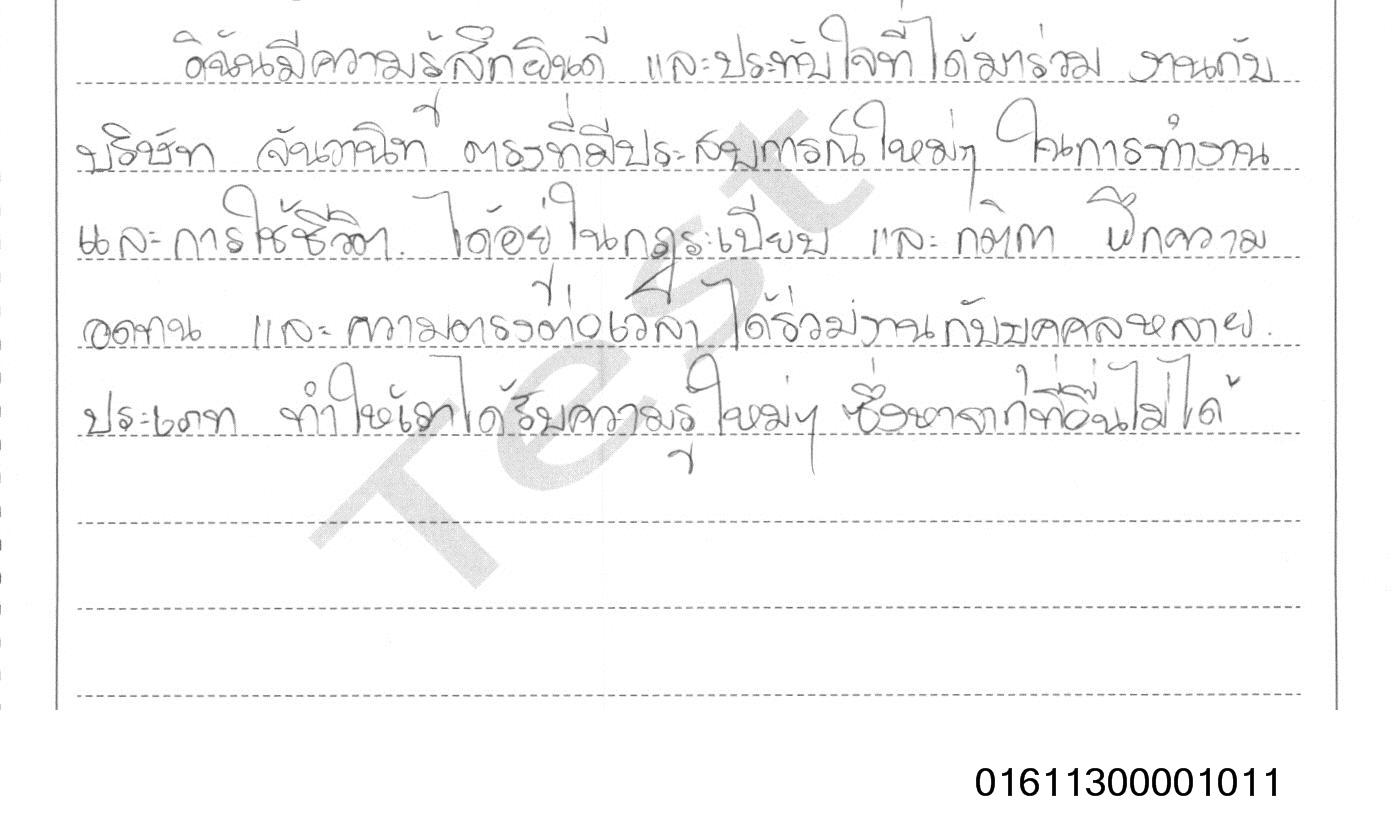 ดิฉันมีความรู้สึกยินดี และประทับใจที่ได้มาร่วม งานกับ
บริษัท จันวานิชท์ ตรงที่มีประสบการณ์ใหม่ๆ ในการทำงาน
และการใช้ชีวิต. ได้อยู่ในกฎระเบียบ และ กติกา ฝึกความ
อดทน และ ความตรงต่อเวลา ได้ร่วมงานกับบุคคลหลาย
ประเภท ทำให้เราได้รับความรู้ใหม่ๆ ซึ่งหาจากที่อื่นไม่ได้
Test
01611300001011